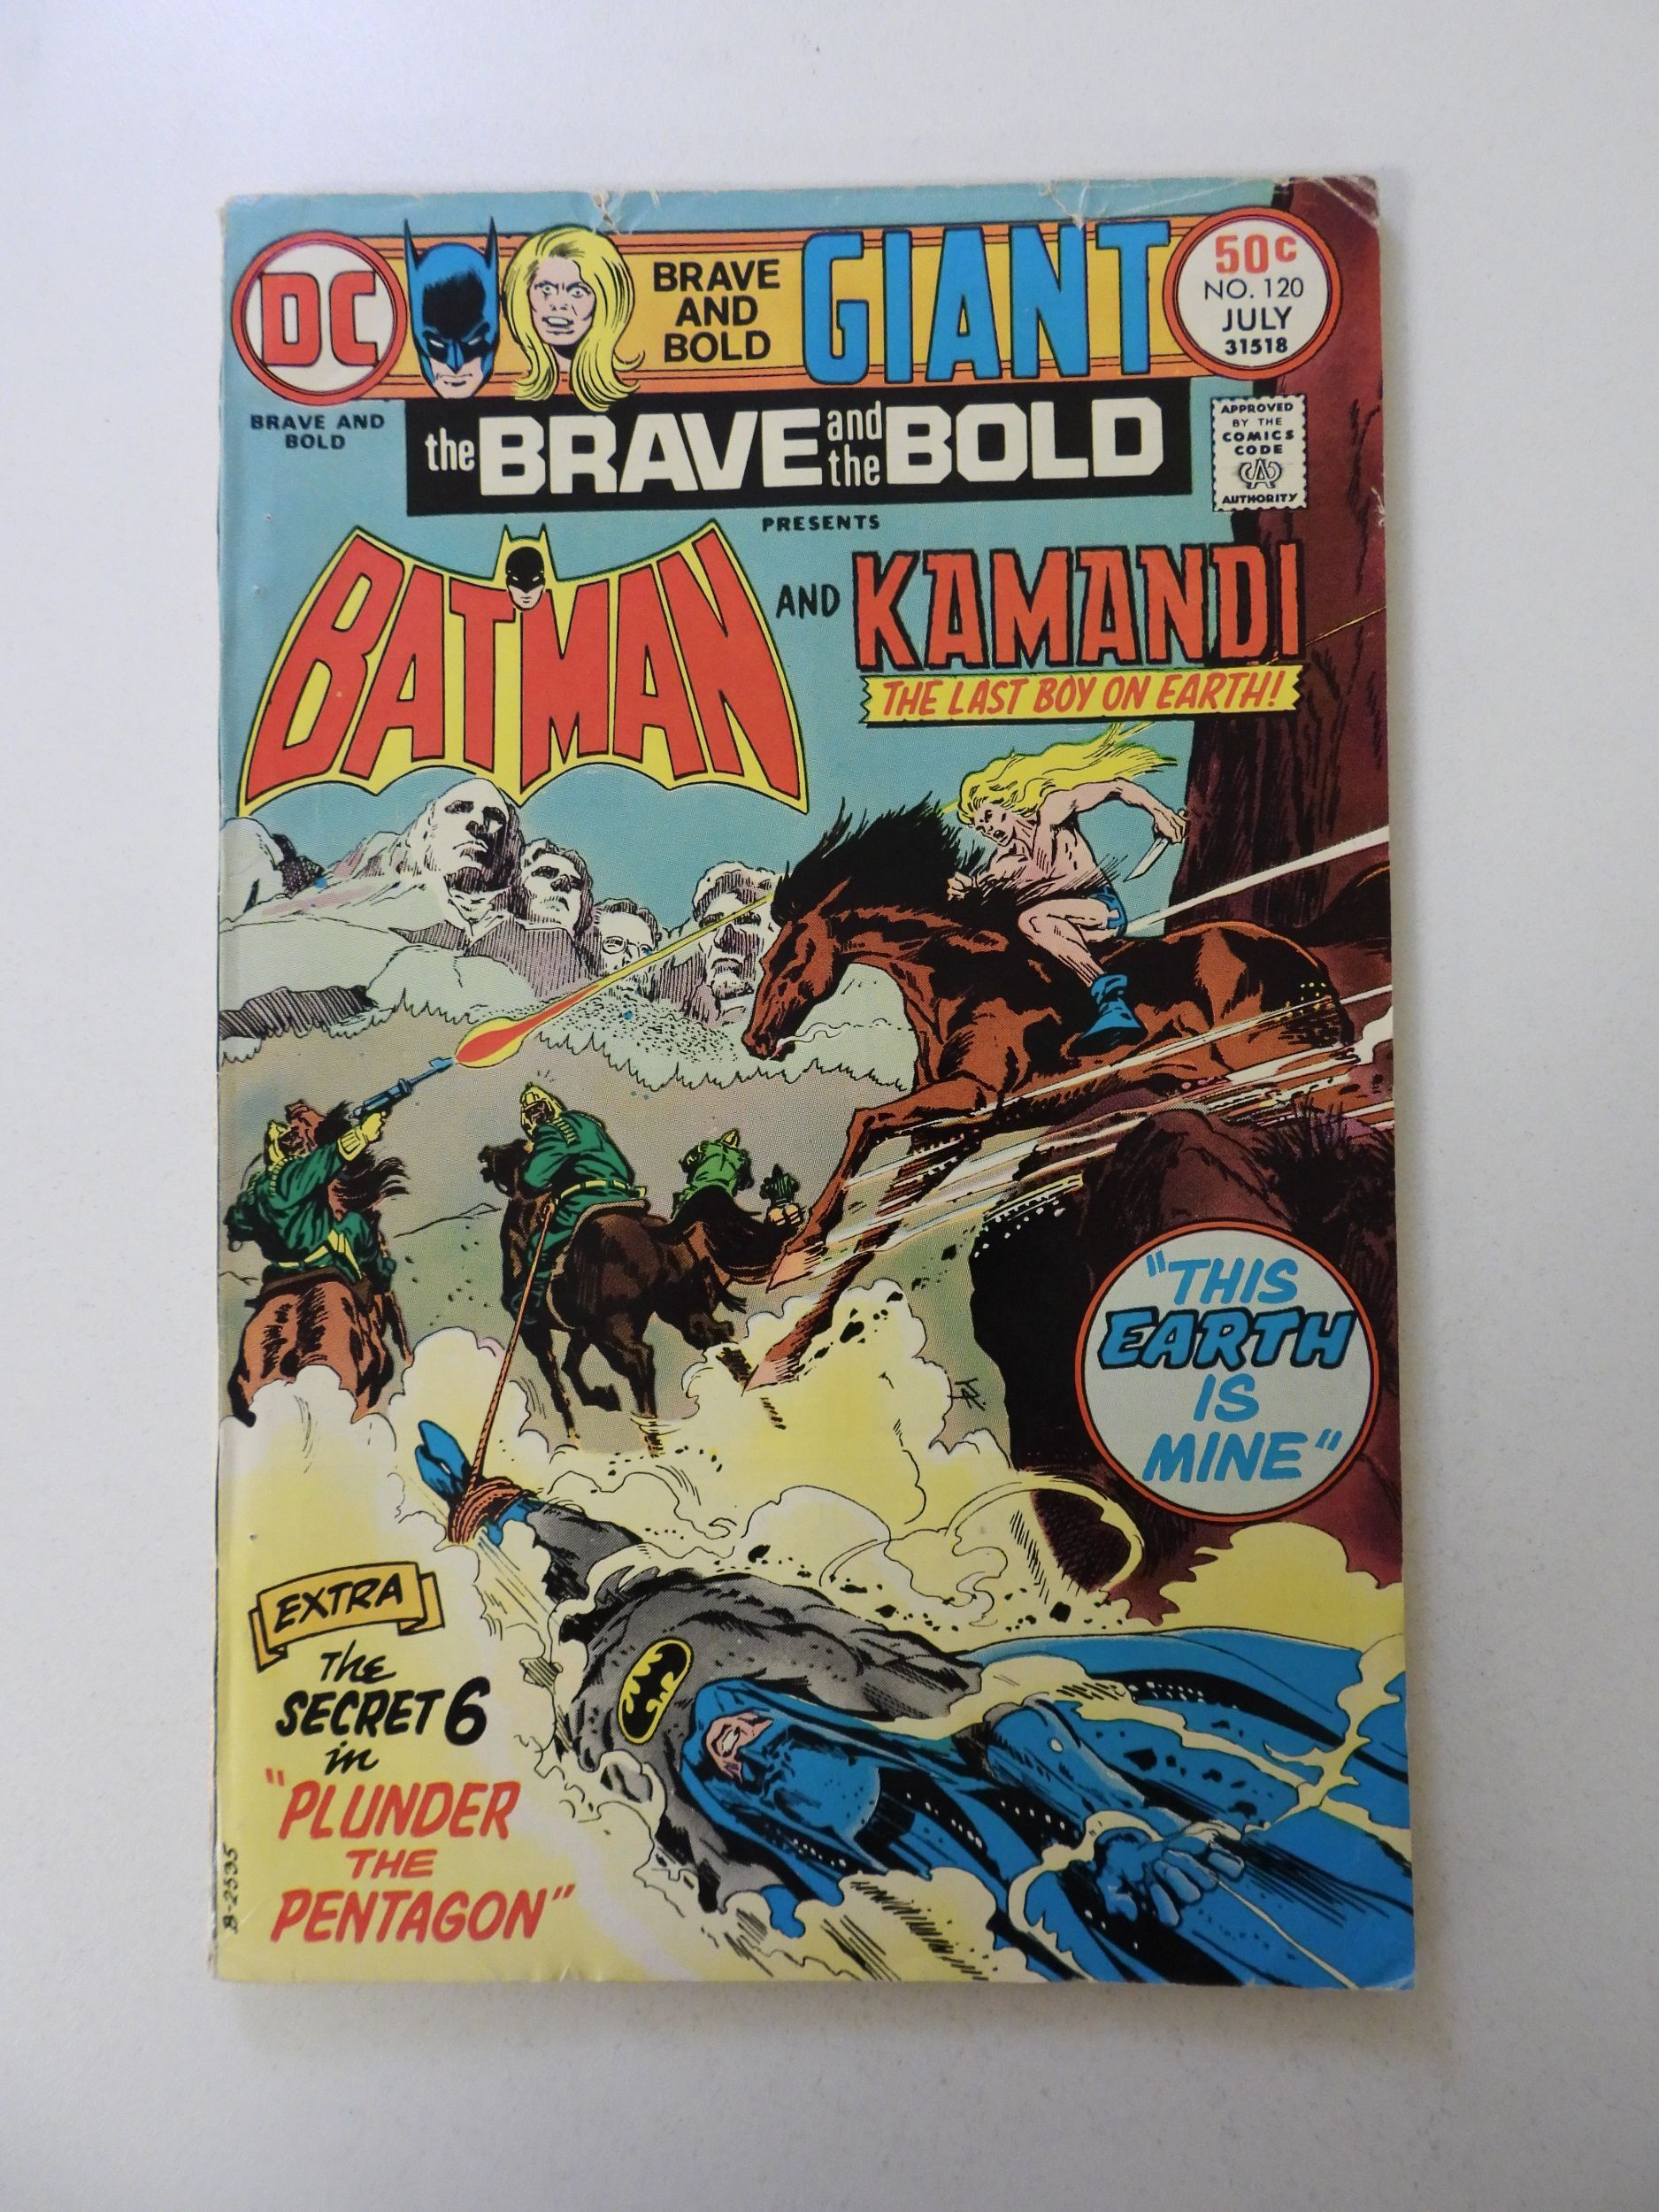 DC
BRAVE
AND
BOLD
GIANT
50¢
NO. 120
JULY
31518
BRAVE AND
BOLD
the BRAVE and the BOLD
APPROVED
BY THE
COMICS
CODE
CA
AUTHORITY
PRESENTS
BATMAN AND KAMANDI
THE LAST BOY ON EARTH!
"THIS
EARTH
IS
MINE"
EXTRA
The
SECRET 6
in
"PLUNDER
THE
PENTAGON"
B-2535